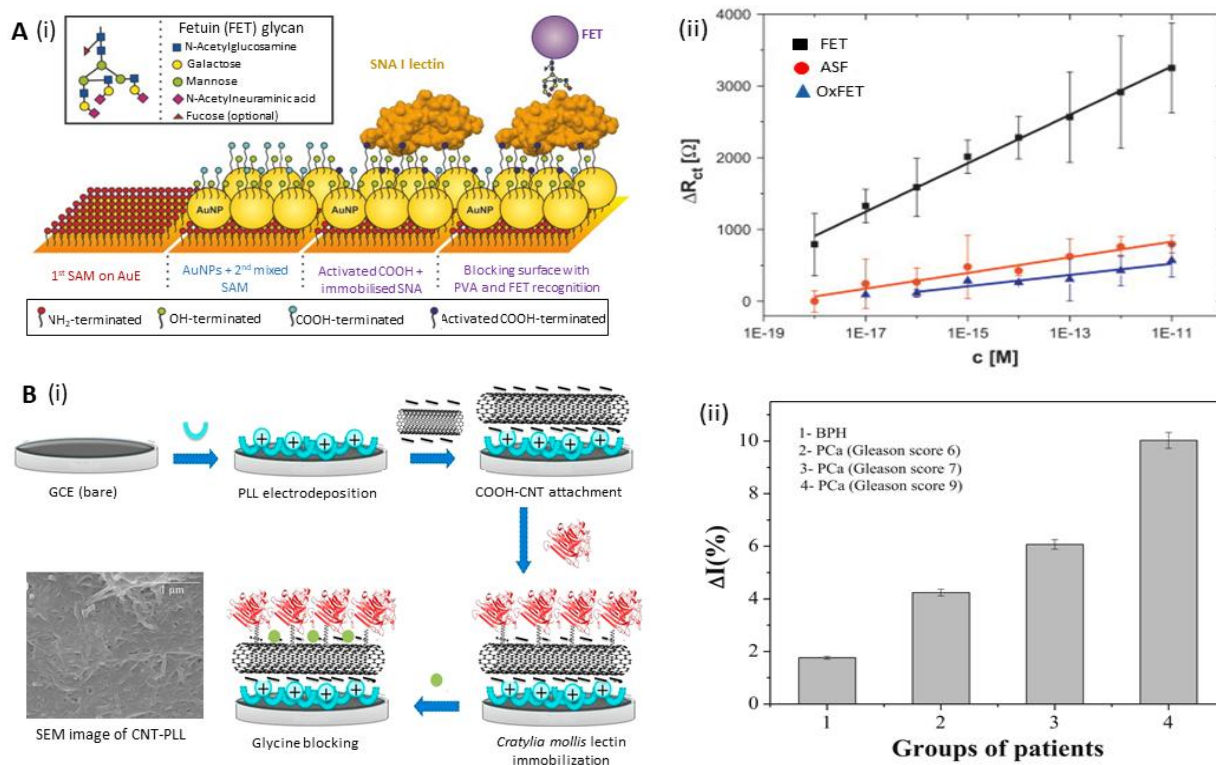 A (i)
Fetuin (FET) glycan
N-Acetylglucosamine
Galactose
Mannose
N-Acetylneuraminic acid
Fucose (optional)
SNA I lectin
FET
AuNP
AuNP
AuNP
1st SAM on AuE
AuNPs + 2nd mixed
SAM
Activated COOH +
immobilised SNA
Blocking surface with
PVA and FET recognition
NH2-terminated
OH-terminated
COOH-terminated
Activated COOH-terminated
(ii)
FET
ASF
OxFET
ΔRct [Ω]
4000
3000
2000
1000
0
1E-17
1E-15
1E-13
1E-11
c [M]
B (i)
GCE (bare)
PLL electrodeposition
COOH-CNT attachment
1 μm
SEM image of CNT-PLL
Glycine blocking
Cratylia mollis lectin
immobilization
(ii)
1- BPH
2- PCa (Gleason score 6)
3- PCa (Gleason score 7)
4- PCa (Gleason score 9)
ΔI(%)
10
8
6
4
2
0
1
2
3
4
Groups of patients